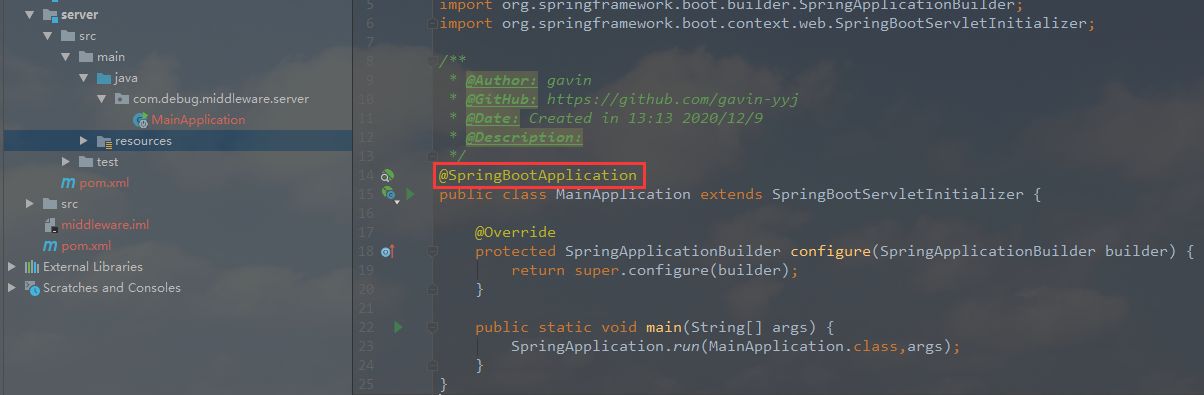 server
src
main
java
com.debug.middleware.server
MainApplication
resources
test
pom.xml
src
middleware.iml
pom.xml
External Libraries
Scratches and Consoles
5 import org.springframework.boot.builder.SpringApplicationBuilder;
6 import org.springframework.boot.context.web.SpringBootServletInitializer;
7
8 /**
9 * @Author: gavin
10 * @GitHub: https://github.com/gavin-yyj
11 * @Date: Created in 13:13 2020/12/9
12 * @Description:
13 */
14 @SpringBootApplication
15 public class MainApplication extends SpringBootServletInitializer {
16
17 @Override
18 protected SpringApplicationBuilder configure(SpringApplicationBuilder builder) {
19 return super.configure(builder);
20 }
21
22 public static void main(String[] args) {
23 SpringApplication.run(MainApplication.class,args);
24 }
25 }